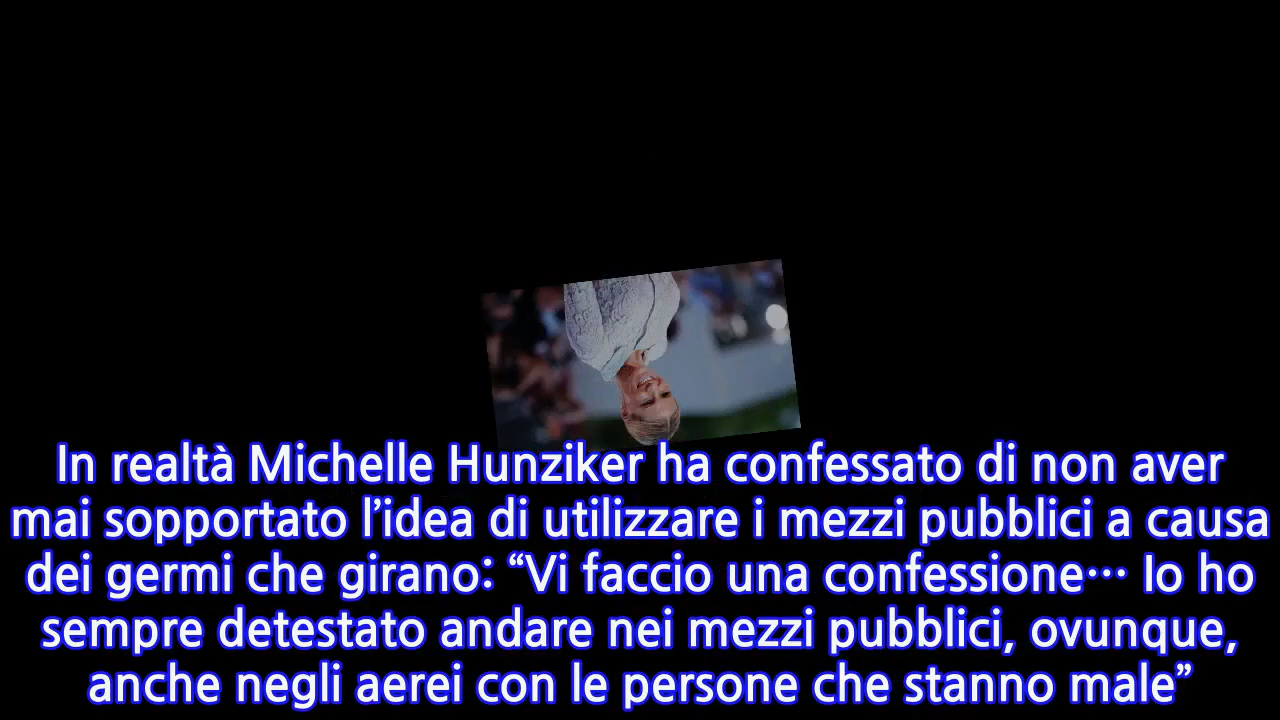 In realtà Michelle Hunziker ha confessato di non aver
mai sopportato l’idea di utilizzare i mezzi pubblici a causa
dei germi che girano: “Vi faccio una confessione… Io ho
sempre detestato andare nei mezzi pubblici, ovunque,
anche negli aerei con le persone che stanno male”